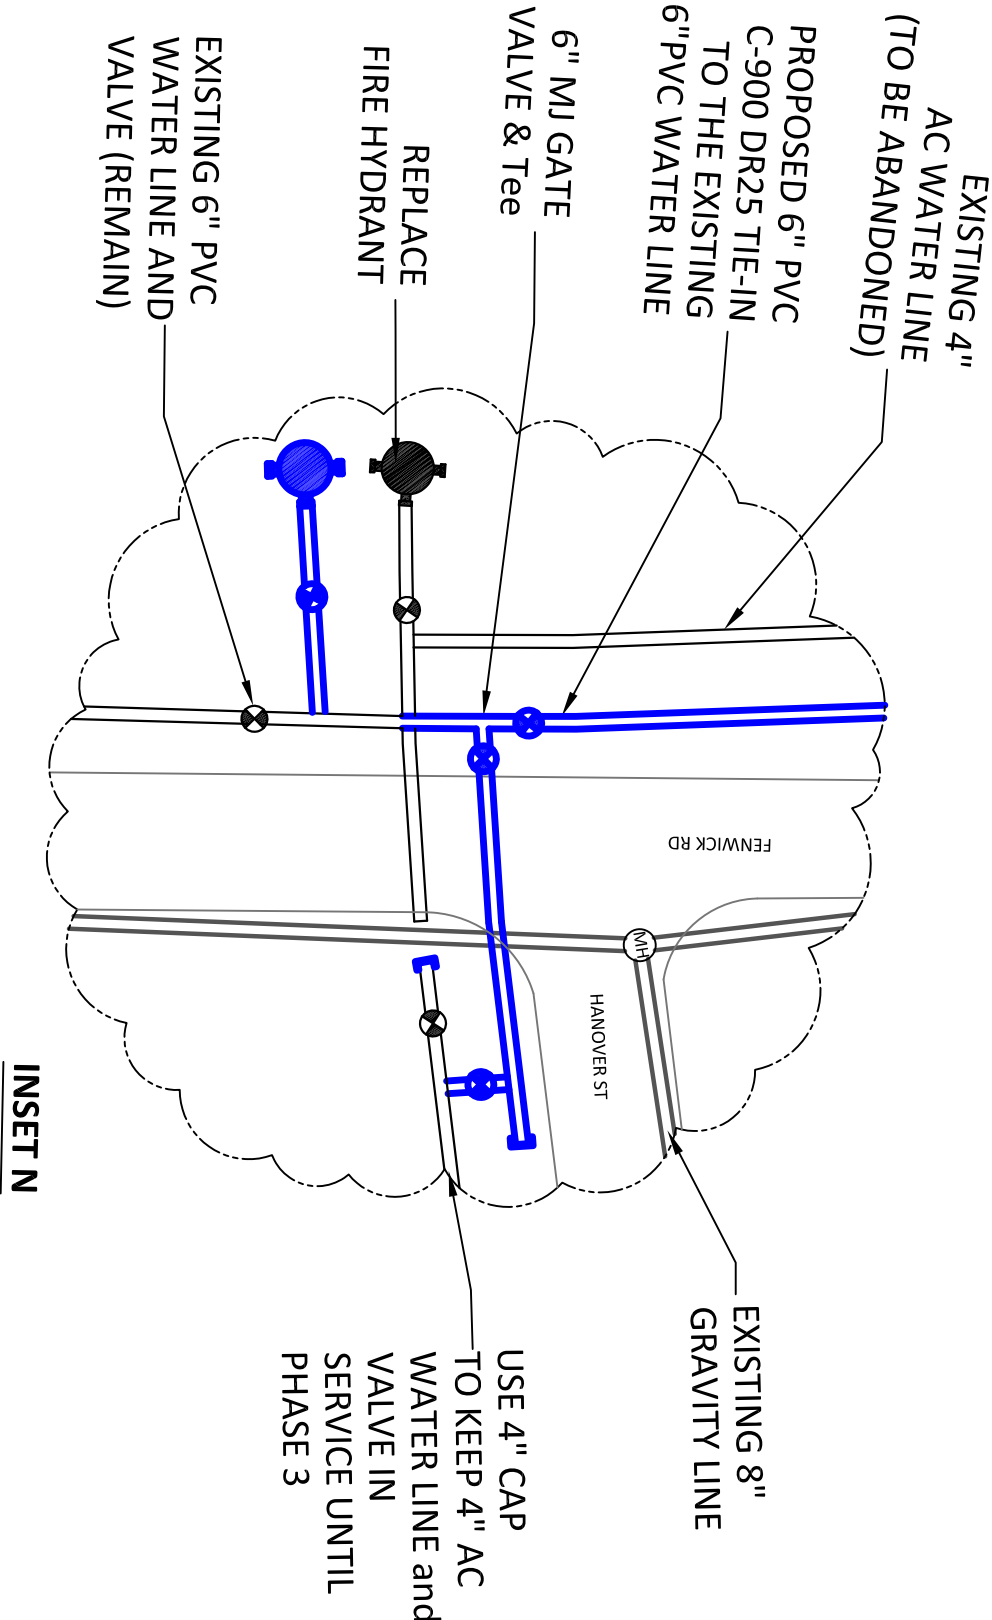 EXISTING 4"
AC WATER LINE
(TO BE ABANDONED)
PROPOSED 6" PVC
C-900 DR25 TIE-IN
TO THE EXISTING
6"PVC WATER LINE
6" MJ GATE
VALVE & Tee
REPLACE
FIRE HYDRANT
EXISTING 6" PVC
WATER LINE AND
VALVE (REMAIN)
FENWICK RD
MH
HANOVER ST
EXISTING 8"
GRAVITY LINE
USE 4" CAP
TO KEEP 4" AC
WATER LINE and
VALVE IN
SERVICE UNTIL
PHASE 3
INSET N